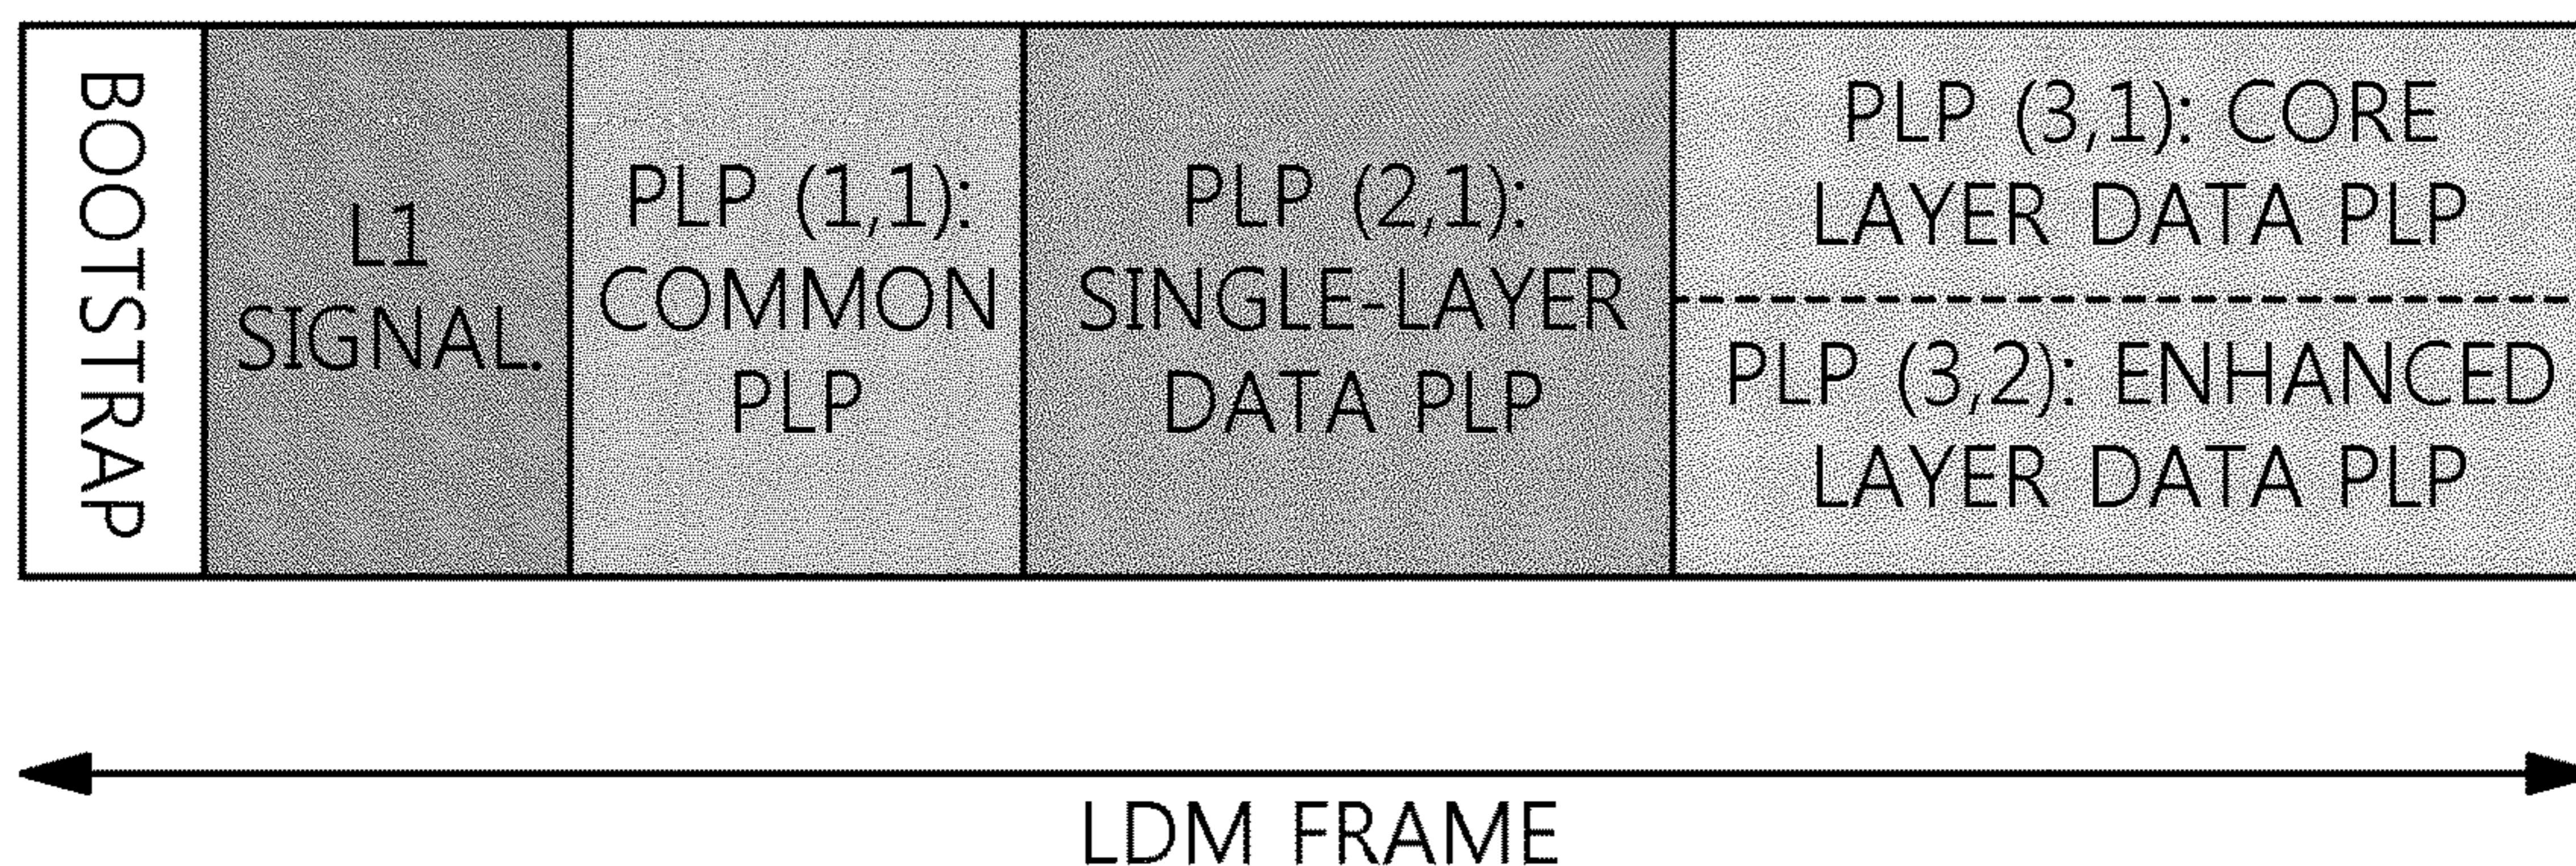 BOOTSTRAP
L1
SIGNAL.
PLP (1,1):
COMMON
PLP
PLP (2,1):
SINGLE-LAYER
DATA PLP
PLP (3,1): CORE
LAYER DATA PLP
PLP (3,2): ENHANCED
LAYER DATA PLP
LDM FRAME